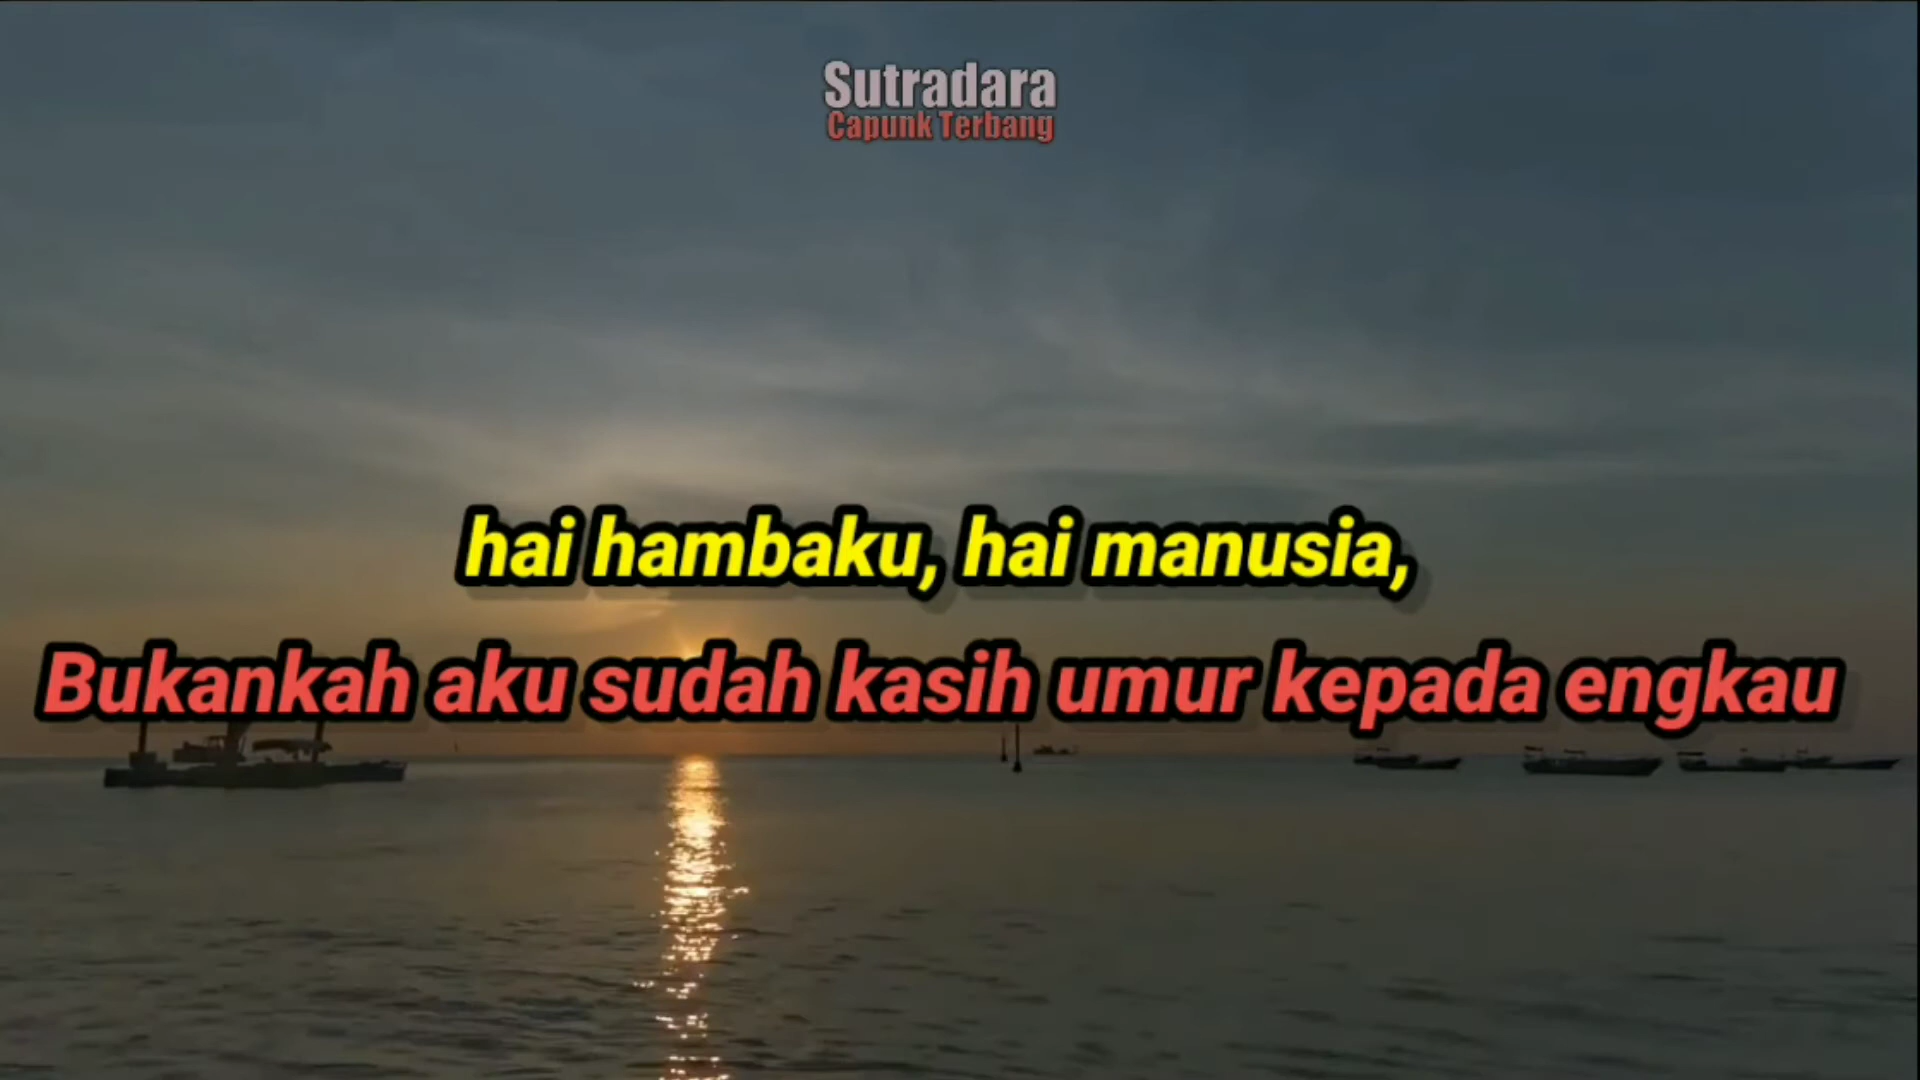 Sutradara
Capunk Terbang
hai hambaku, hai manusia,
Bukankah aku sudah kasih umur kepada engkau